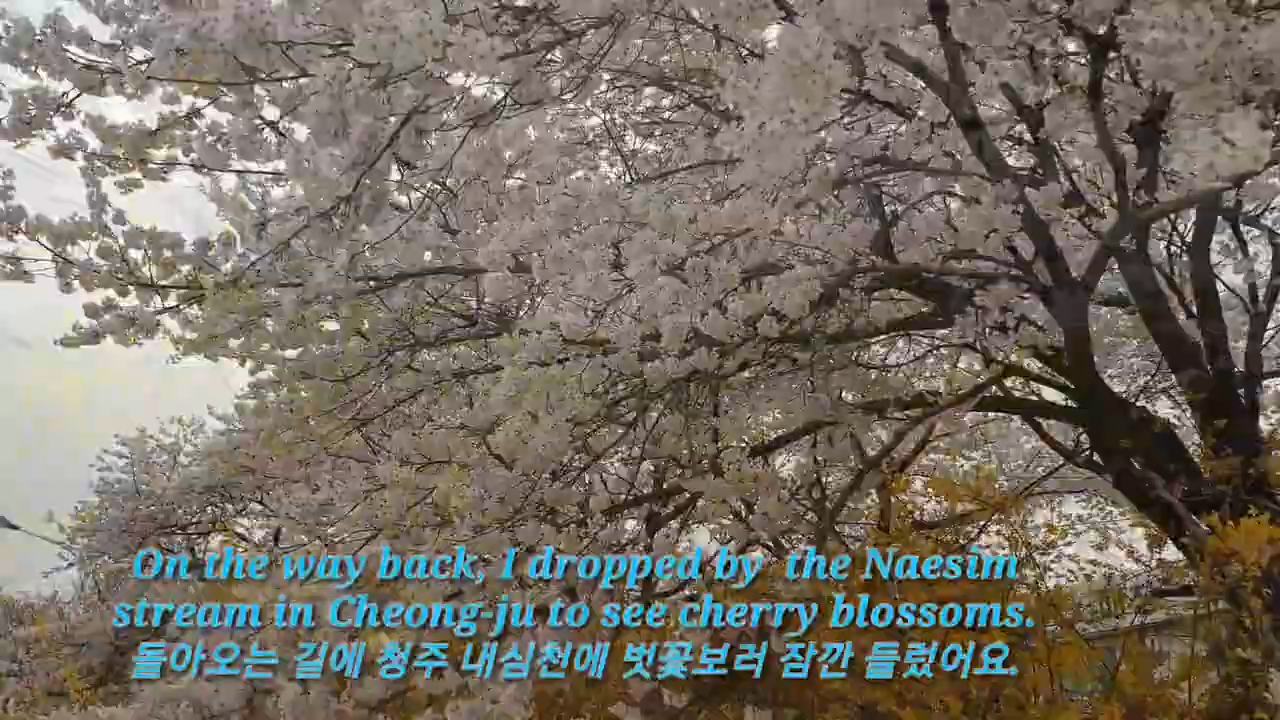 On the way back, I dropped by the Naesim
stream in Cheong-ju to see cherry blossoms.
돌아오는 길에 청주 내심천에 벗꽃보러 잠깐 들렀어요.